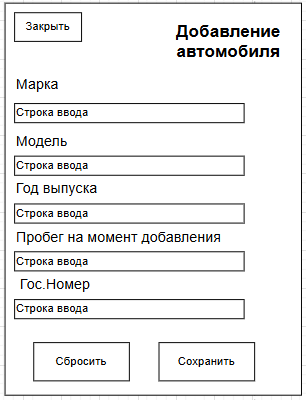 Закрыть
Добавление
автомобиля
Марка
Строка ввода
Модель
Строка ввода
Год выпуска
Строка ввода
Пробег на момент добавления
Строка ввода
Гос.Номер
Строка ввода
Сбросить
Сохранить